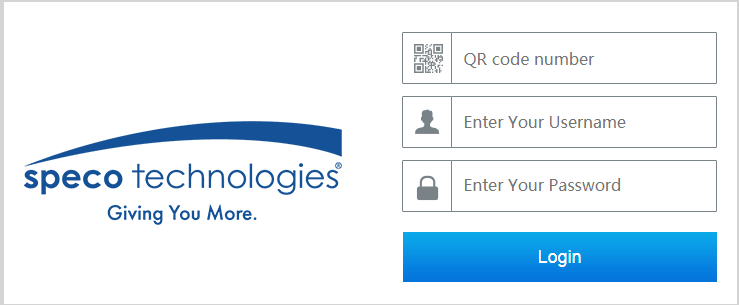 speco technologies®
Giving You More.
QR code number
Enter Your Username
Enter Your Password
Login